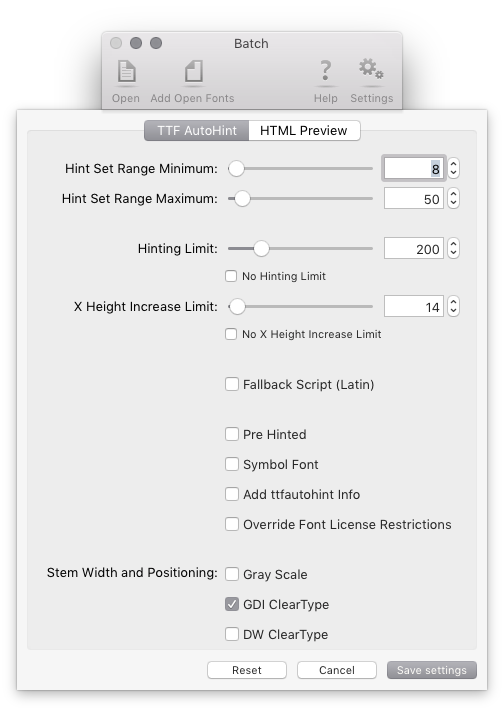 Batch
Open Add Open Fonts Help Settings
TTF AutoHint HTML Preview
Hint Set Range Minimum: 8
Hint Set Range Maximum: 50
Hinting Limit: 200
No Hinting Limit
X Height Increase Limit: 14
No X Height Increase Limit
Fallback Script (Latin)
Pre Hinted
Symbol Font
Add ttfautohint Info
Override Font License Restrictions
Stem Width and Positioning: Gray Scale
GDI ClearType
DW ClearType
Reset Cancel Save settings